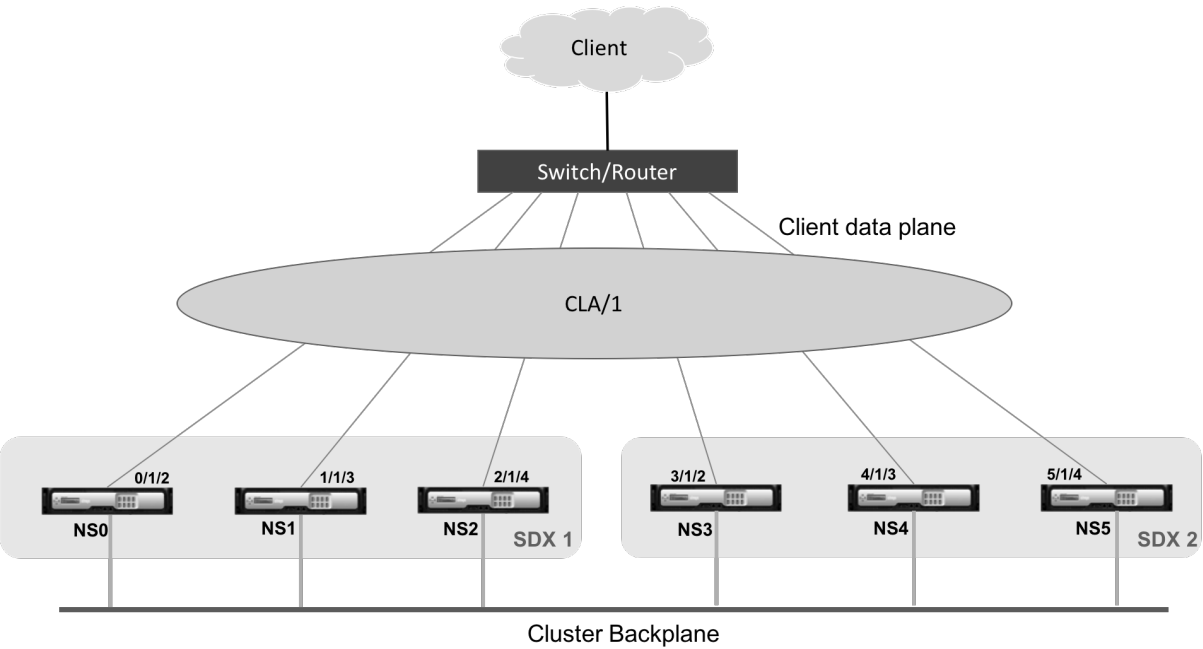 Client
Switch/Router
Client data plane
CLA/1
0/1/2
1/1/3
2/1/4
3/1/2
4/1/3
5/1/4
NS0
NS1
NS2
NS3
NS4
NS5
SDX 1
SDX 2
Cluster Backplane